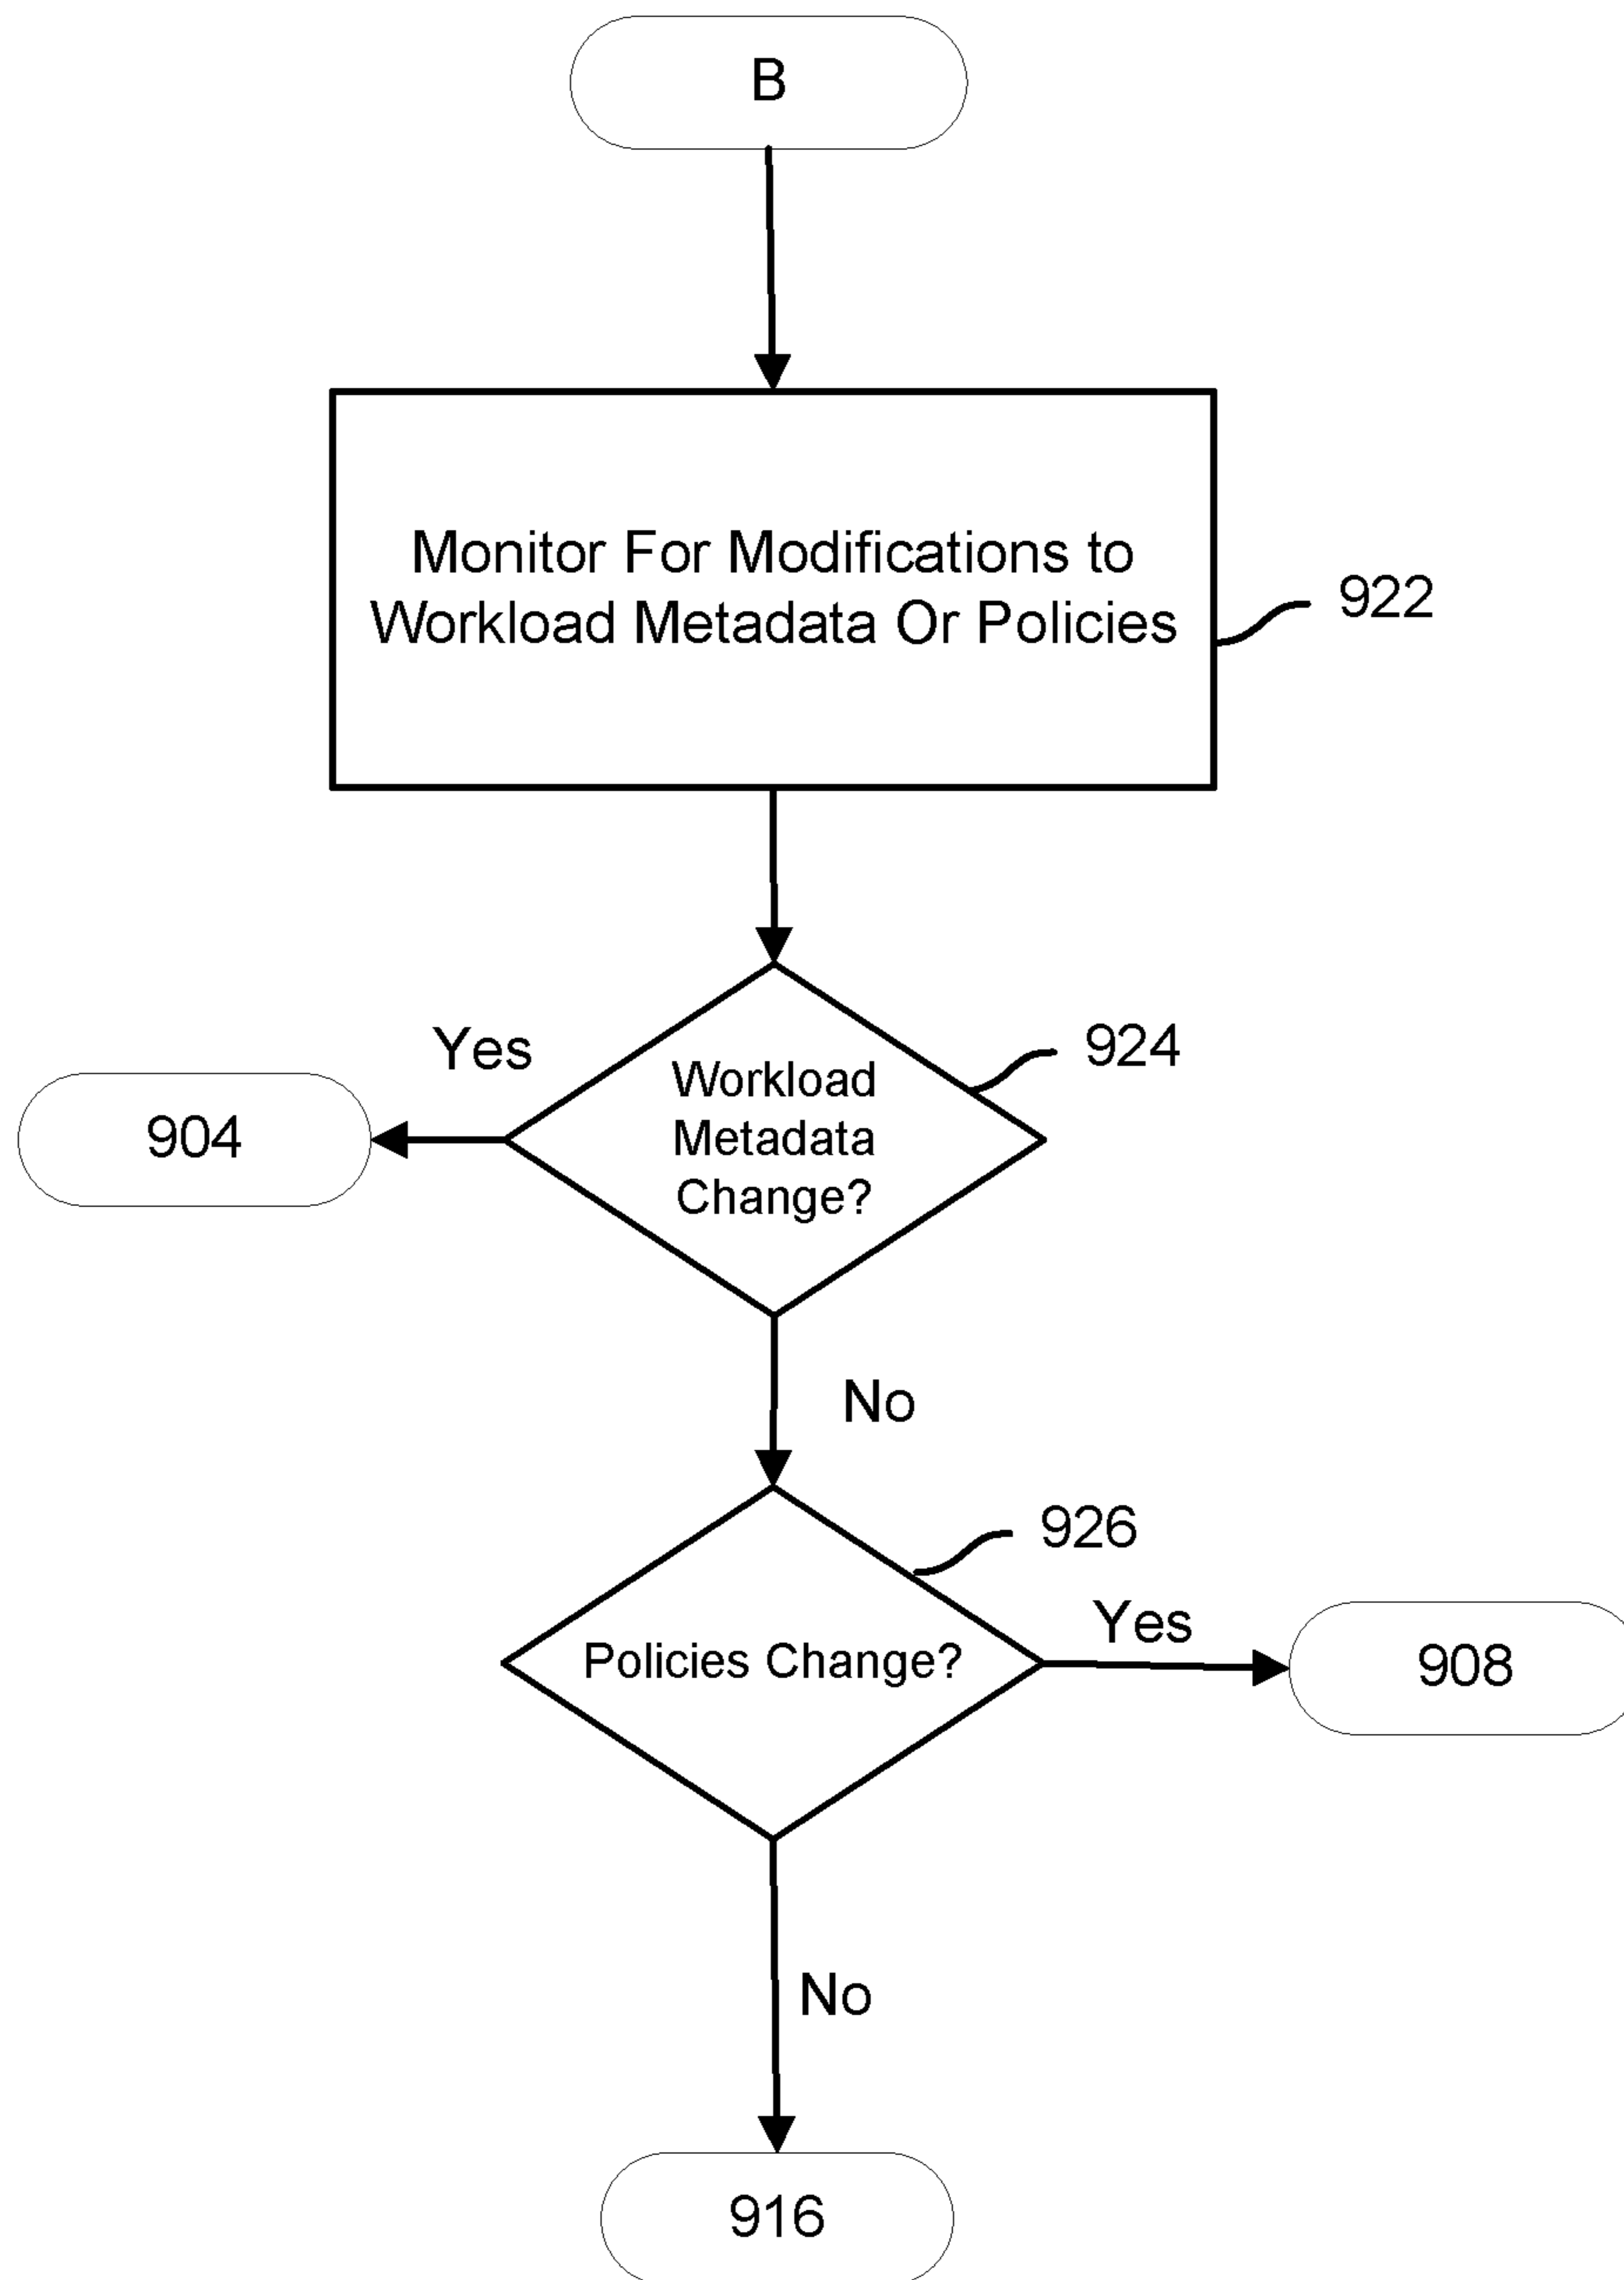 B
Monitor For Modifications to
Workload Metadata Or Policies
922
Yes
924
Workload
Metadata
Change?
904
No
926
Yes
Policies Change?
908
No
916